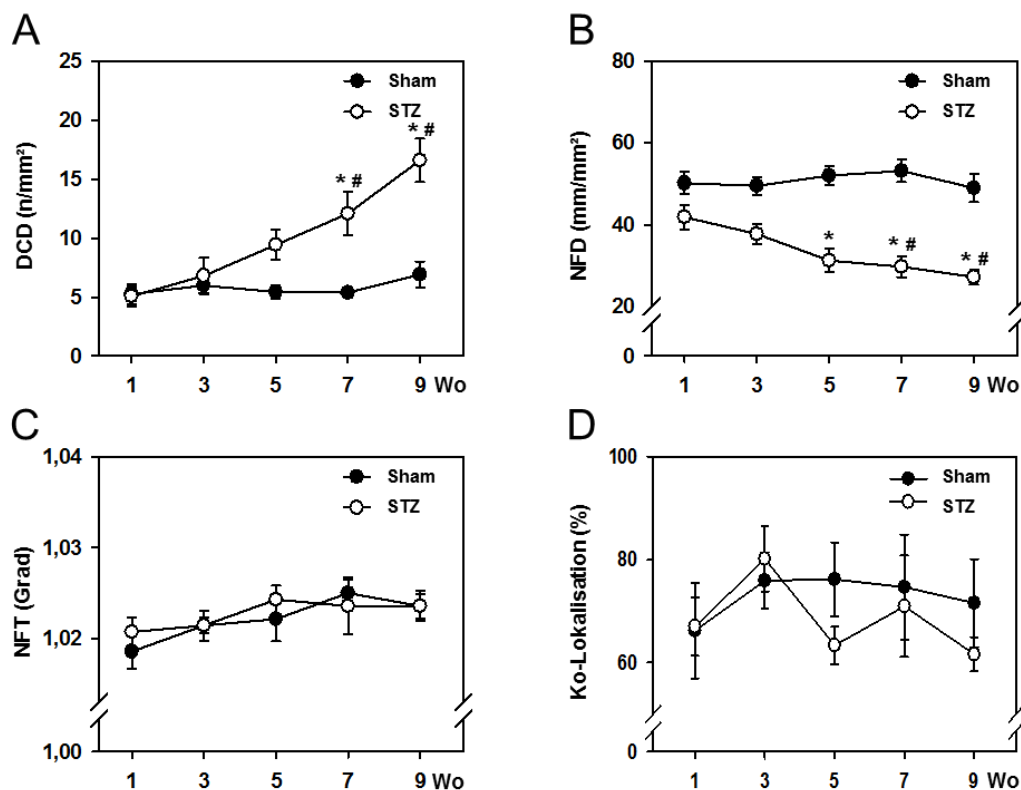 A
DCD (n/mm²)
25
20
15
10
5
0
Sham
STZ
* #
* #
1 3 5 7 9 Wo
B
NFD (mm/mm²)
80
60
40
20
0
Sham
STZ
*
* #
* #
1 3 5 7 9 Wo
C
NFT (Grad)
1,04
1,03
1,02
1,00
Sham
STZ
1 3 5 7 9 Wo
D
Ko-Lokalisation (%)
100
80
60
0
Sham
STZ
1 3 5 7 9 Wo